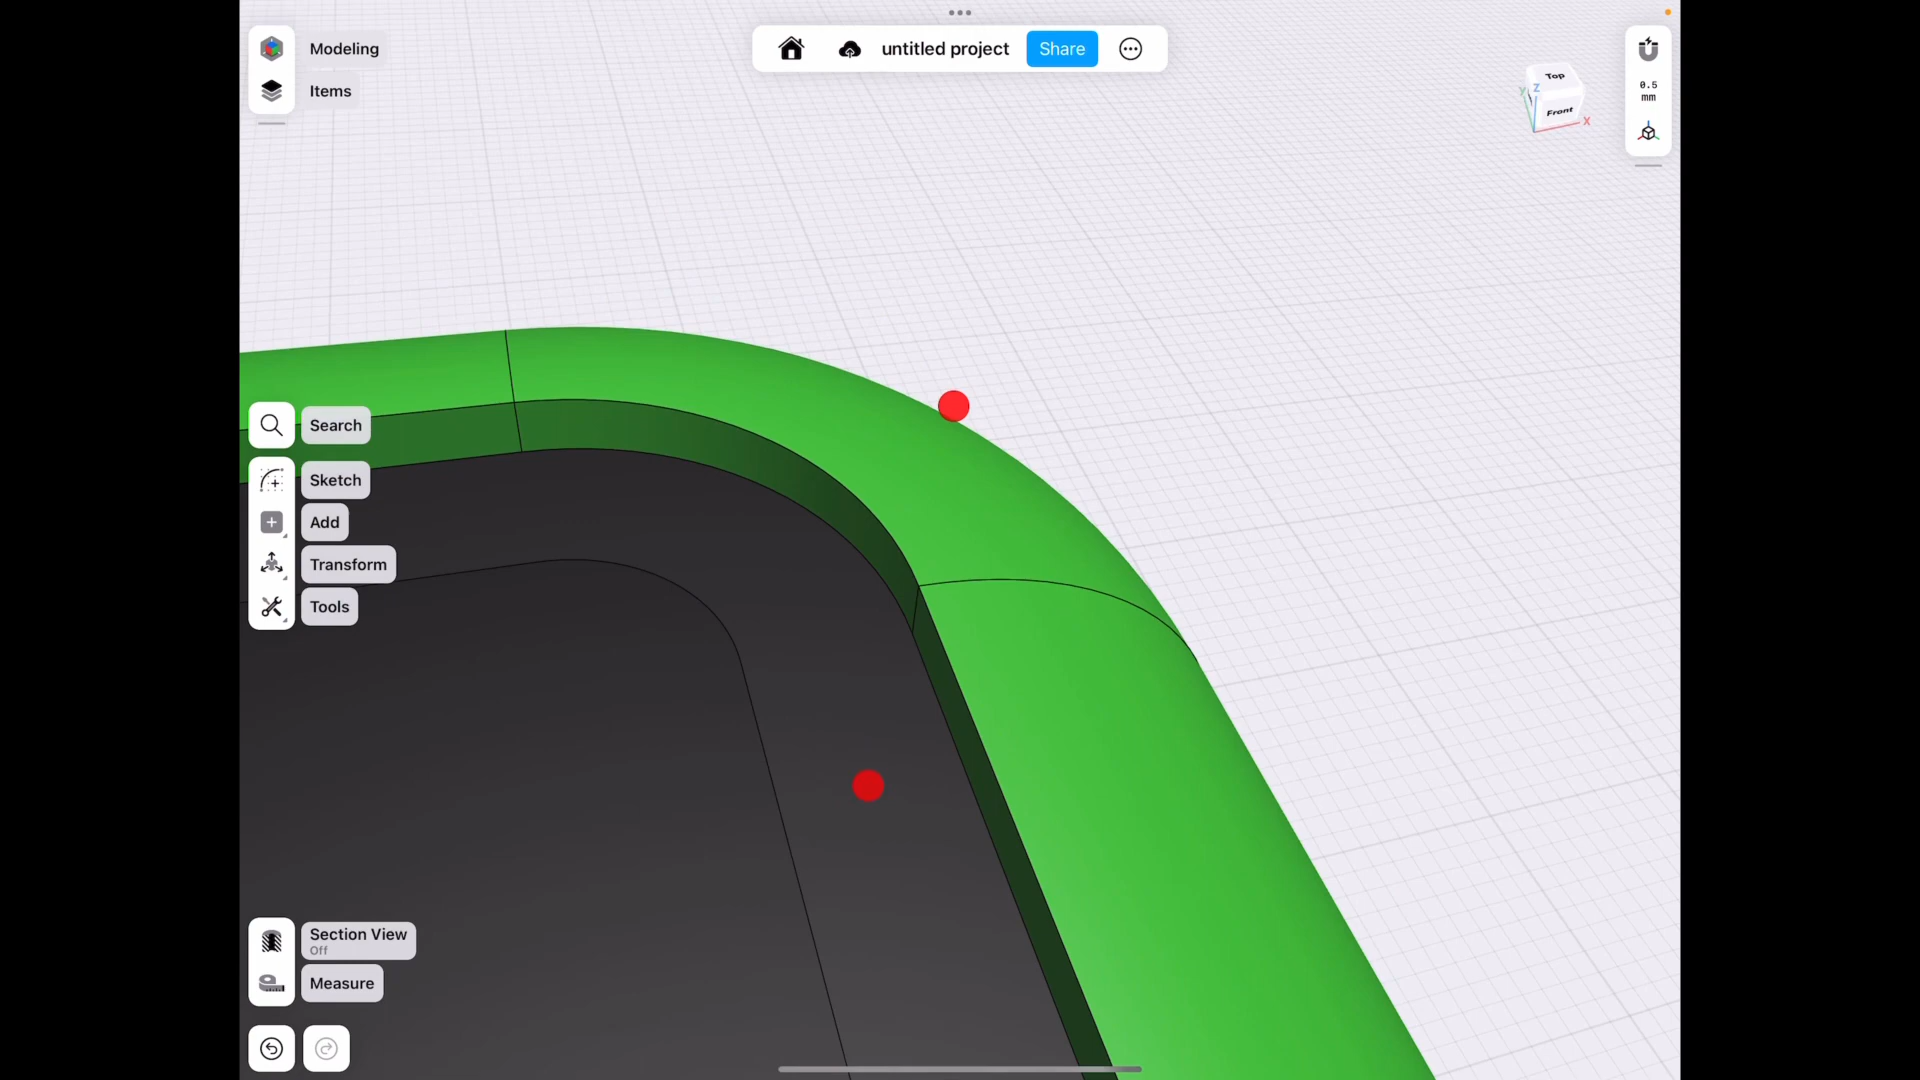 Modeling
Items
untitled project
Share
Top
Front
Z
Y
X
0.5
mm
Search
Sketch
Add
Transform
Tools
Section View
Off
Measure